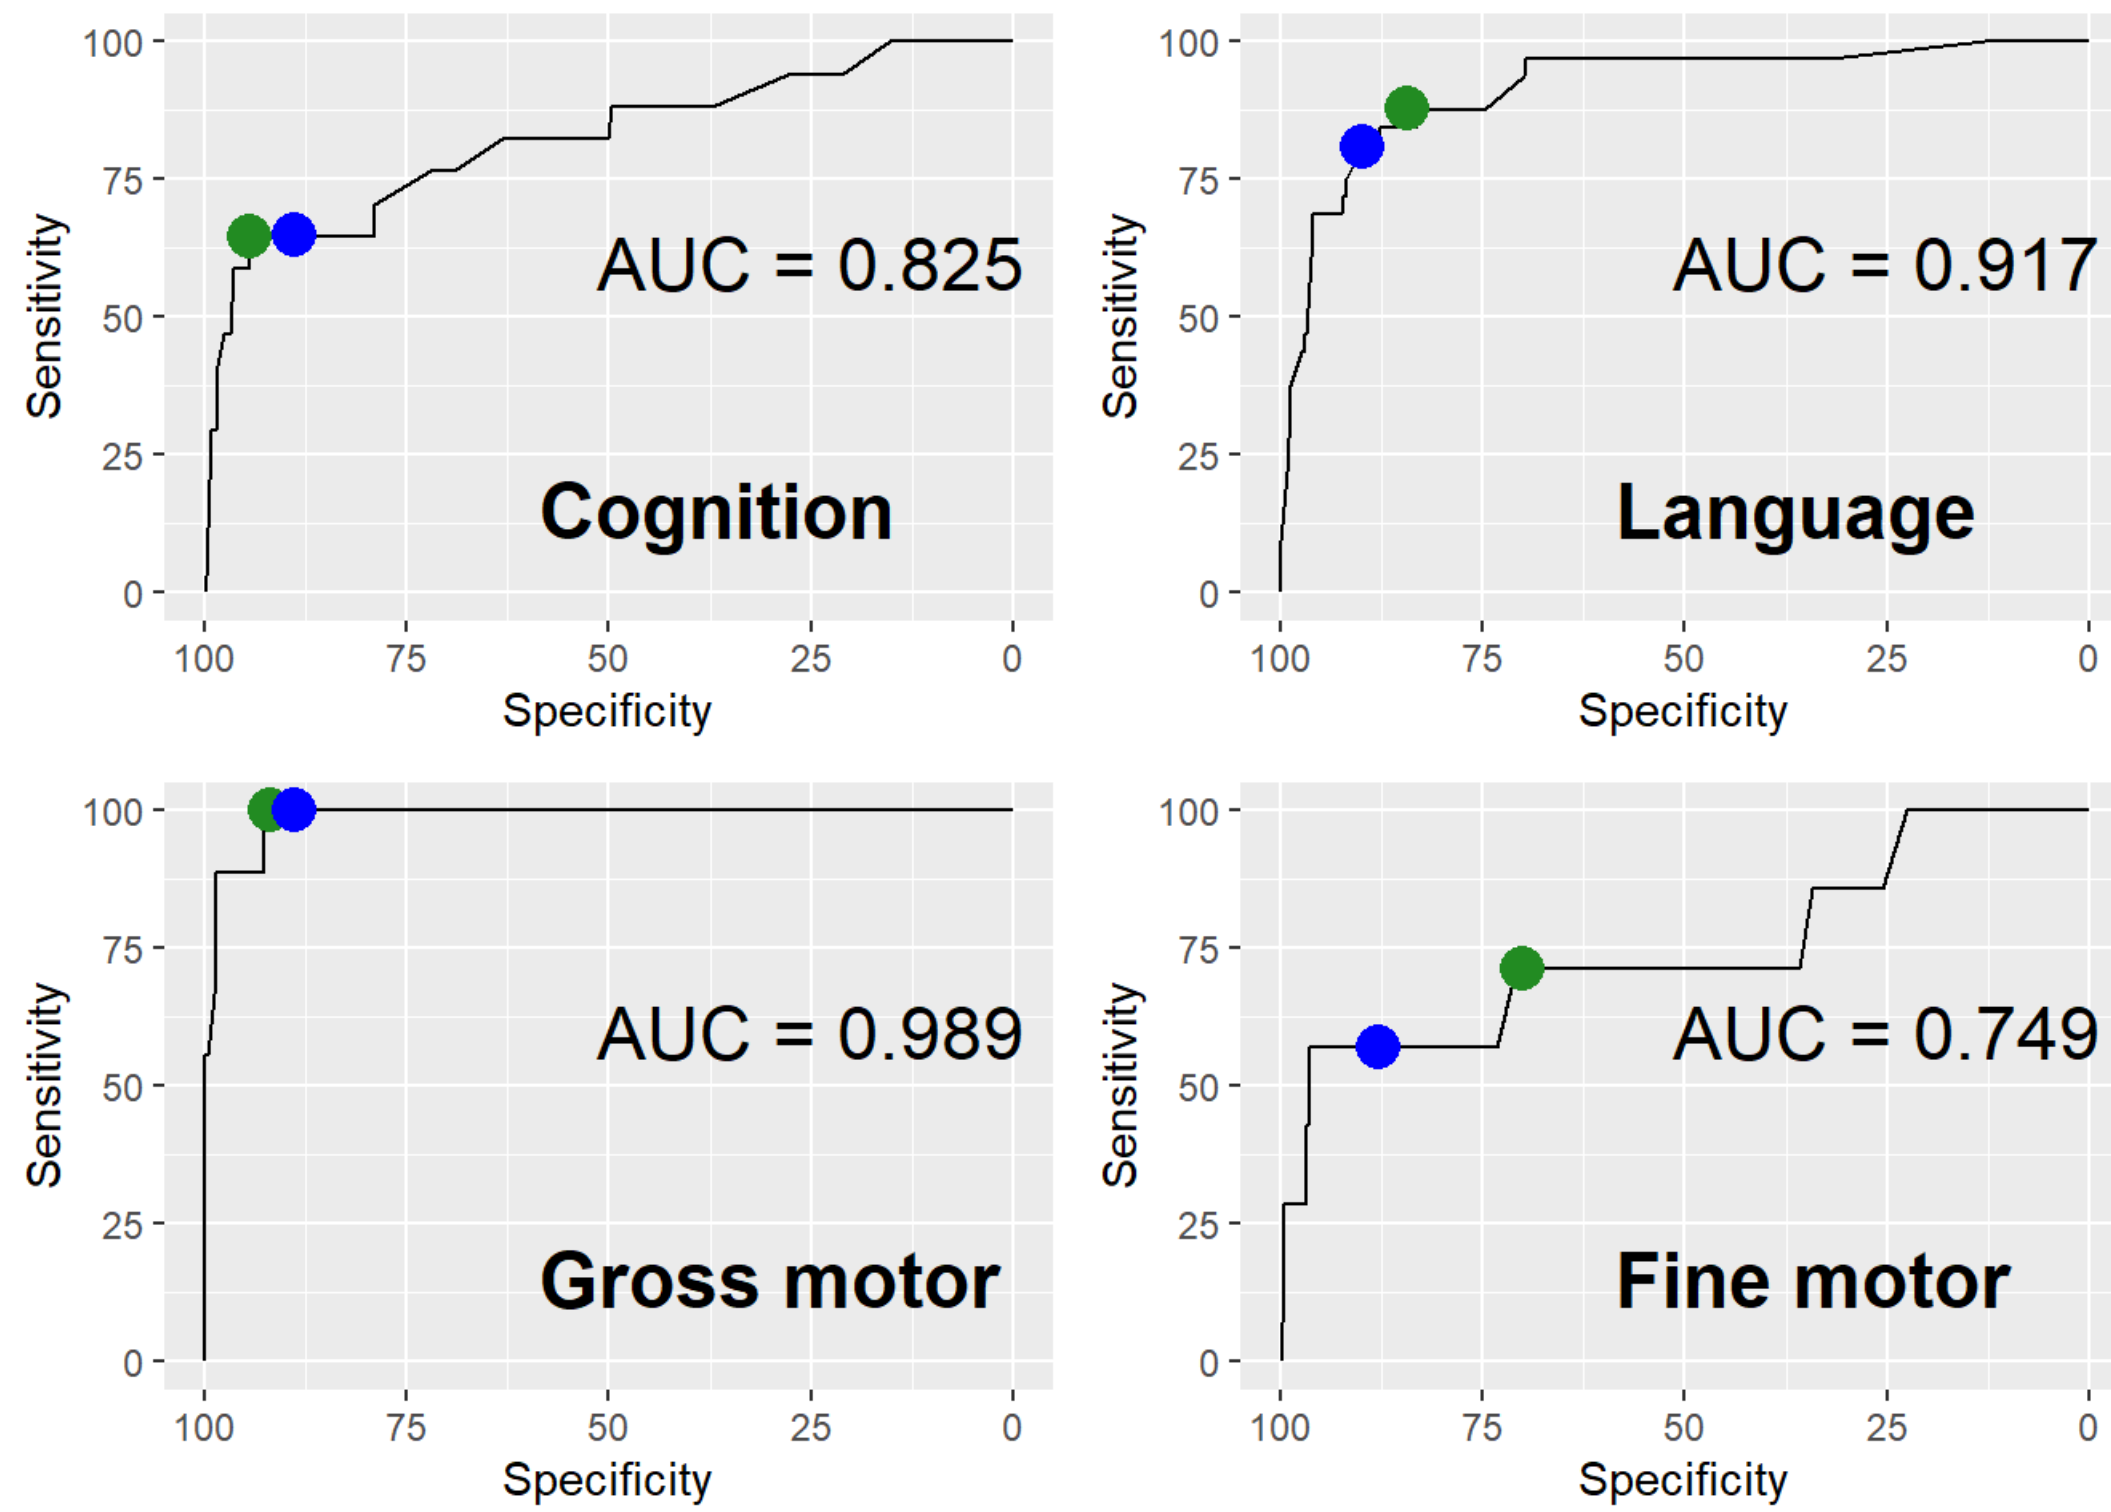 100
75
50
25
0
Sensitivity
AUC = 0.825
Cognition
100 75 50 25 0
Specificity
100
75
50
25
0
Sensitivity
AUC = 0.917
Language
100 75 50 25 0
Specificity
100
75
50
25
0
Sensitivity
AUC = 0.989
Gross motor
100 75 50 25 0
Specificity
100
75
50
25
0
Sensitivity
AUC = 0.749
Fine motor
100 75 50 25 0
Specificity